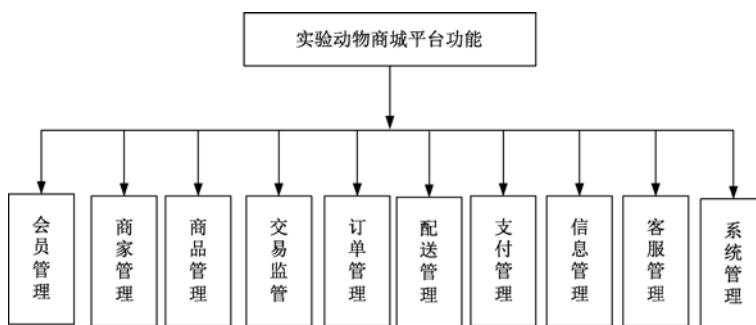 实验动物商城平台功能
会员管理
商家管理
商品管理
交易监管
订单管理
配送管理
支付管理
信息管理
客服管理
系统管理